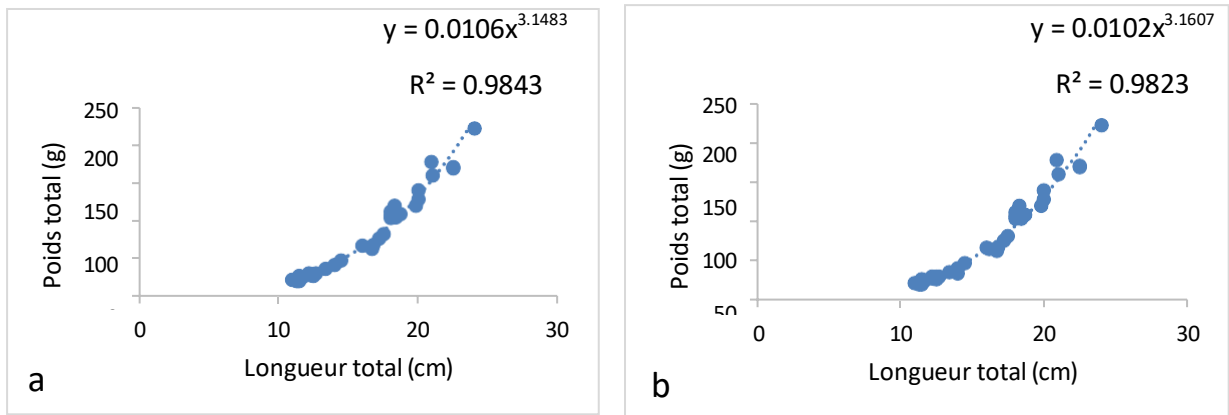 y = 0.0106x^3.1483
R² = 0.9843
250
200
150
100
Poids total (g)
0
10
20
30
Longueur total (cm)
a
y = 0.0102x^3.1607
R² = 0.9823
250
200
150
100
50
Poids total (g)
0
10
20
30
Longueur total (cm)
b